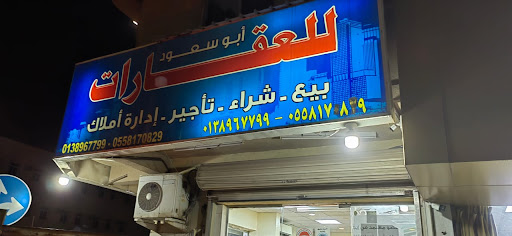 أبو سعود
للعقارات
بيع - شراء - تأجير - إدارة أملاك
٠١٣٨٩٦٧٧٩٩ - ٠٥٥٨١٧٠٨٢٩
0138967799 - 0558170829